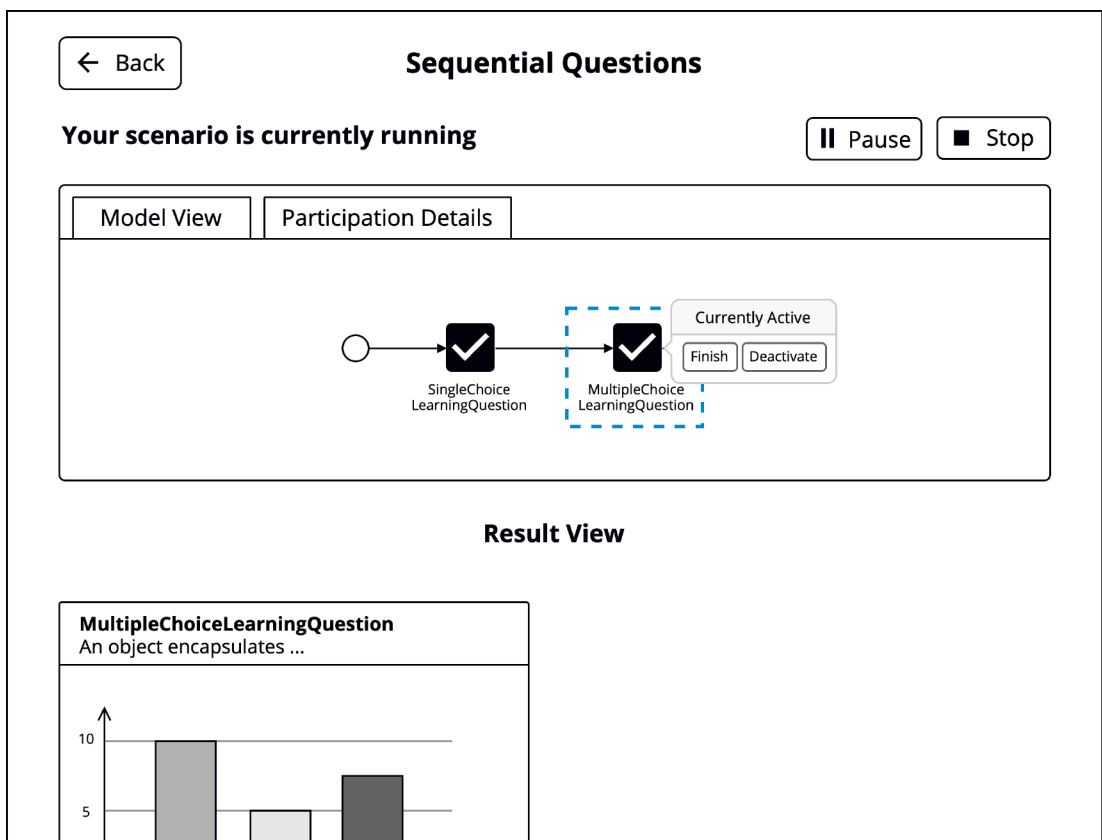 Back
Sequential Questions
Your scenario is currently running
Pause
Stop
Model View
Participation Details
Currently Active
Finish
Deactivate
SingleChoice
LearningQuestion
MultipleChoice
LearningQuestion
Result View
MultipleChoiceLearningQuestion
An object encapsulates ...
10
5